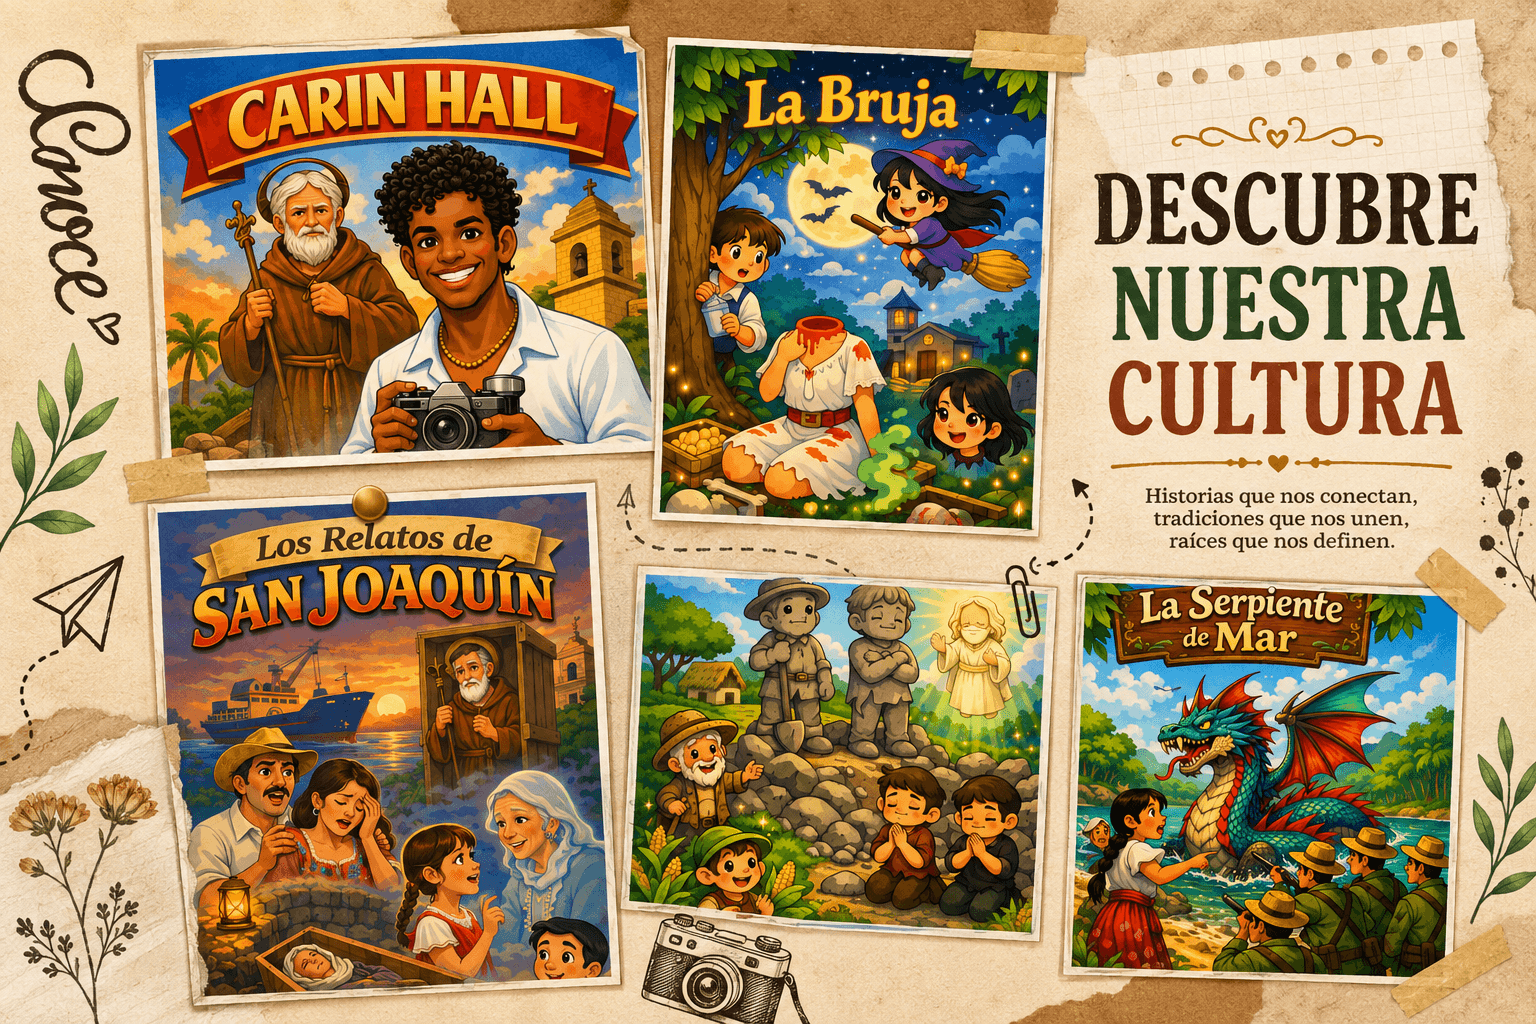 Conoce
CARIN HALL
La Bruja
DESCUBRE
NUESTRA
CULTURA
Historias que nos conectan,
tradiciones que nos unen,
raíces que nos definen.
Los Relatos de
SAN JOAQUÍN
La Serpiente
de Mar